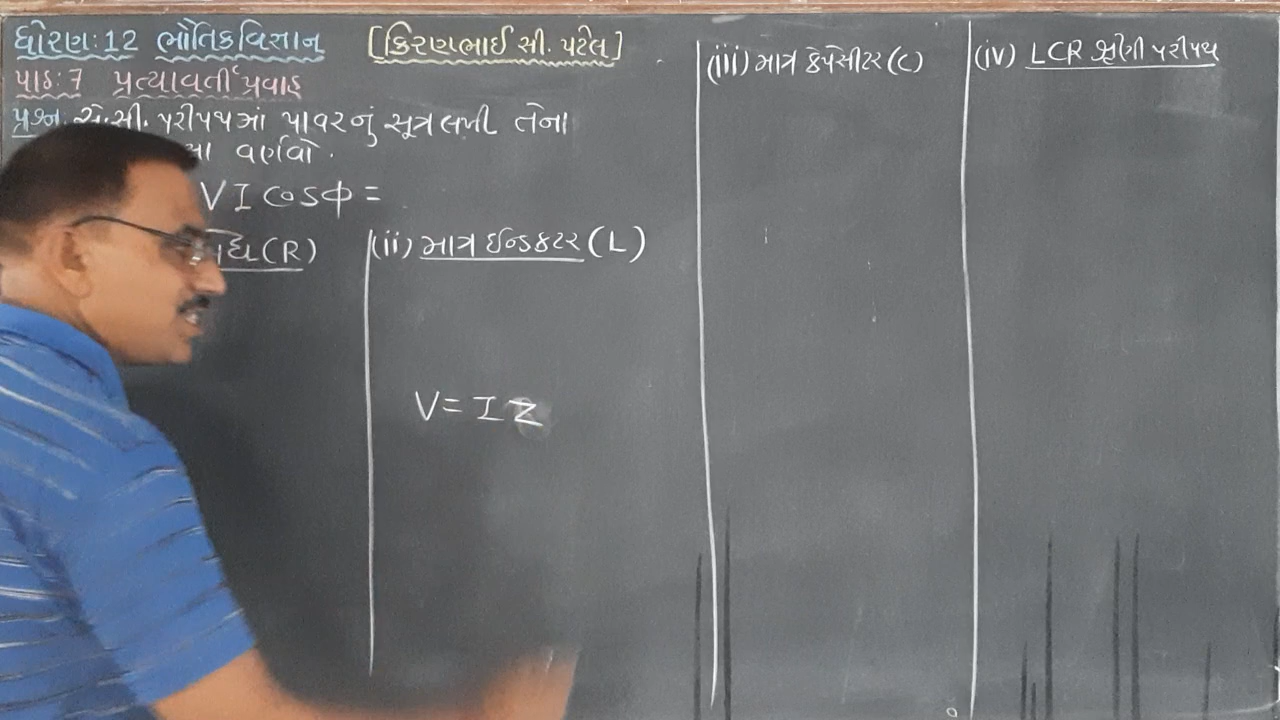 ધોરણ: 12 ભૌતિકવિજ્ઞાન [કિરણભાઈ સી. પટેલ]
પાઠ: 7 પ્રત્યાવર્તી પ્રવાહ
પ્રશ્ન: એ.સી. પરીપથમાં પાવરનું સૂત્ર લખી તેના
વર્ણવો.
VI cosϕ =
(R)
(ii) માત્ર ઈન્ડક્ટર (L)
V = I Z
(iii) માત્ર કેપેસીટર (C)
(iv) LCR શ્રેણી પરીપથ